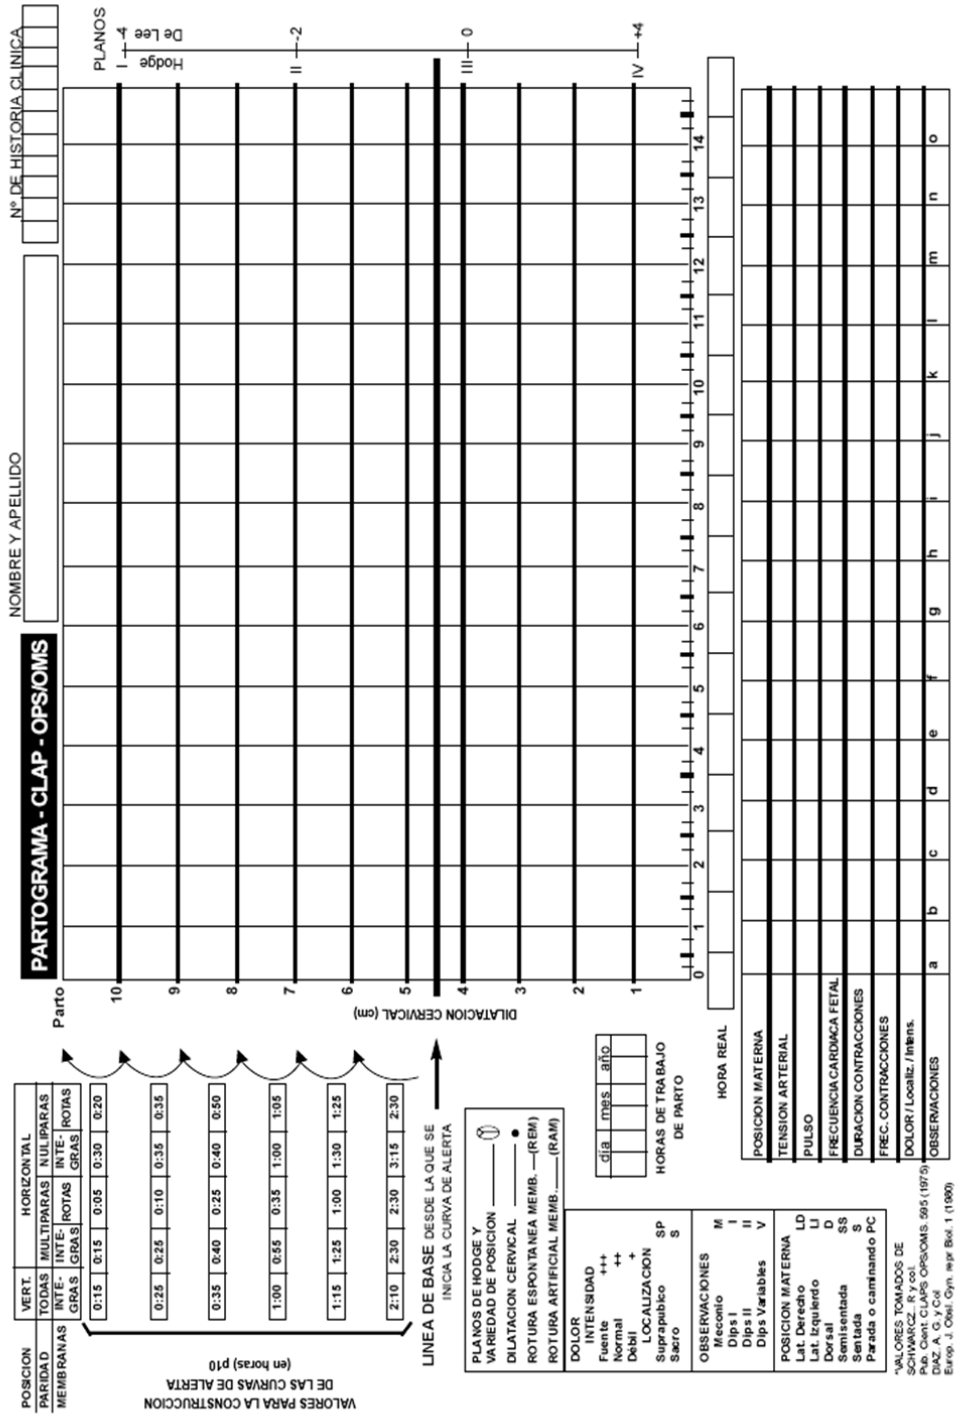 PARTOGRAMA - CLAP - OPS/OMS
NOMBRE Y APELLIDO
Nº DE HISTORIA CLINICA
POSICION VERT. HORIZONTAL
PARIDAD TODAS MULTIPARAS NULIPARAS
MEMBRANAS INTE-GRAS INTE-GRAS ROTAS INTE-GRAS ROTAS
0:15 0:15 0:05 0:30 0:20
0:25 0:25 0:10 0:35 0:35
0:35 0:40 0:25 0:40 0:50
1:00 0:55 0:35 1:00 1:05
1:15 1:25 1:00 1:30 1:25
2:10 2:30 2:30 3:15 2:30
VALORES PARA LA CONSTRUCCION
DE LAS CURVAS DE ALERTA
(en horas) p10
LINEA DE BASE DESDE LA QUE SE
INICIA LA CURVA DE ALERTA
Parto
10
9
8
7
6
5
4
3
2
1
DILATACION CERVICAL (cm)
PLANOS
Hodge
De Lee
I -4
II -2
III 0
IV +4
0 1 2 3 4 5 6 7 8 9 10 11 12 13 14
PLANOS DE HODGE Y
VARIEDAD DE POSICION
DILATACION CERVICAL
ROTURA ESPONTANEA MEMB. (REM)
ROTURA ARTIFICIAL MEMB. (RAM)
día mes año
HORAS DE TRABAJO
DE PARTO
HORA REAL
DOLOR
INTENSIDAD
Fuente +++
Normal ++
Débil +
LOCALIZACION
Suprapubico SP
Sacro S
OBSERVACIONES
Meconio M
Dips I I
Dips II II
Dips Variables V
POSICION MATERNA
Lat. Derecho LD
Lat. Izquierdo LI
Dorsal D
Semisentada SS
Sentada S
Parada o caminando PC
POSICION MATERNA
TENSION ARTERIAL
PULSO
FRECUENCIA CARDIACA FETAL
DURACION CONTRACCIONES
FREC. CONTRACCIONES
DOLOR / Localiz. / Intens.
OBSERVACIONES
a b c d e f g h i j k l m n o
*VALORES TOMADOS DE
SCHWARCZ.. R y col.
Pub. Cient. CLAPS OPS/OMS. 595 (1975)
DIAZ. A. G. y Col
Europ. J. Obsl. Gyn. repr Biol. 1 (1980)